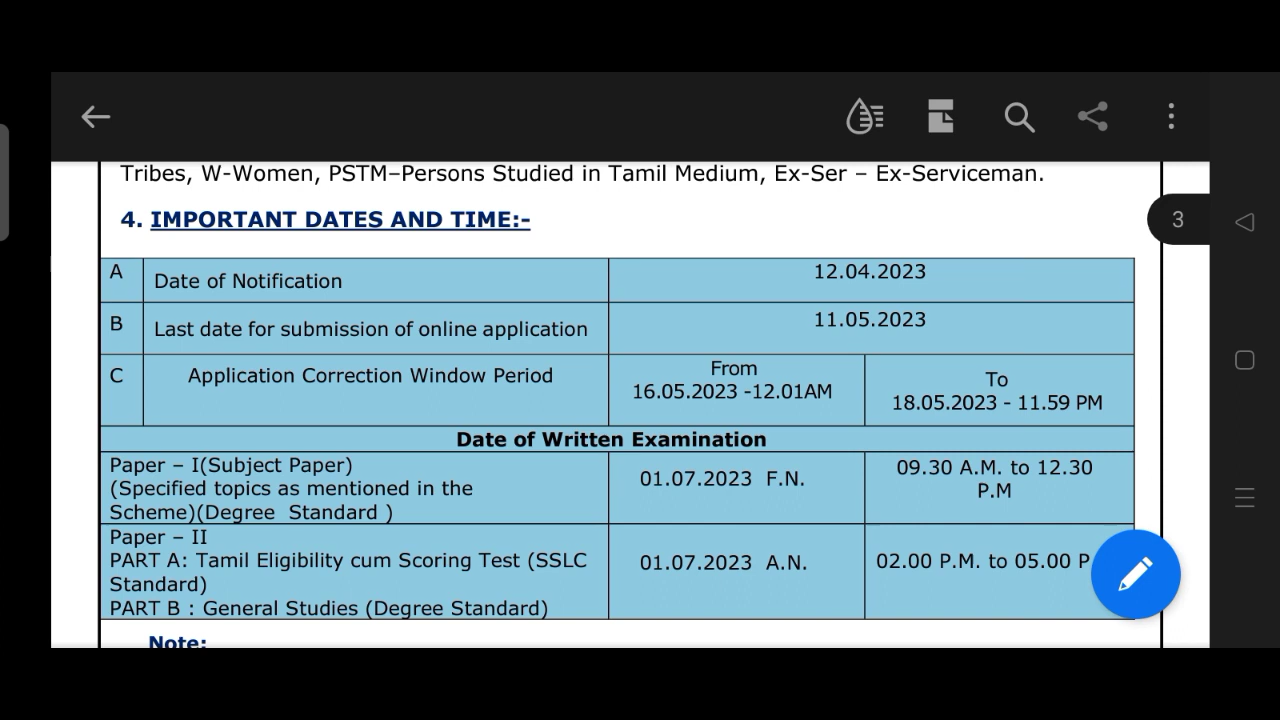 Tribes, W-Women, PSTM–Persons Studied in Tamil Medium, Ex-Ser – Ex-Serviceman.
3
4. IMPORTANT DATES AND TIME:-
A Date of Notification 12.04.2023
B Last date for submission of online application 11.05.2023
C Application Correction Window Period
From
16.05.2023 -12.01AM
To
18.05.2023 - 11.59 PM
Date of Written Examination
Paper – I(Subject Paper)
(Specified topics as mentioned in the
Scheme)(Degree Standard )
01.07.2023 F.N.
09.30 A.M. to 12.30
P.M
Paper – II
PART A: Tamil Eligibility cum Scoring Test (SSLC
Standard)
PART B : General Studies (Degree Standard)
01.07.2023 A.N.
02.00 P.M. to 05.00 P
Note: